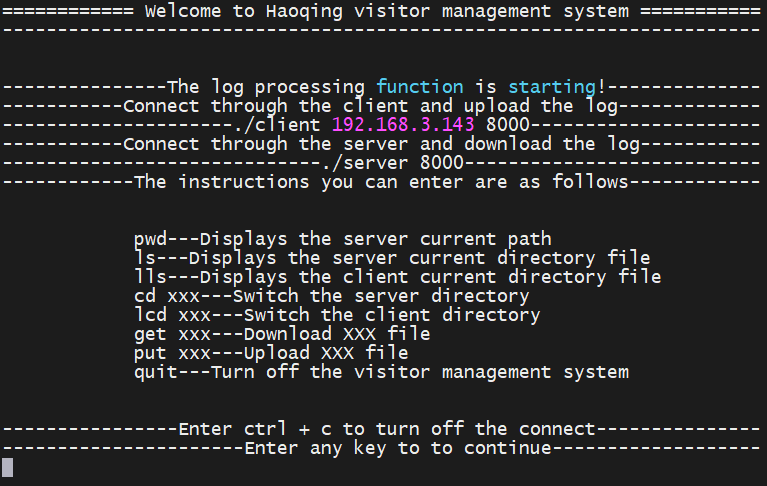 ============ Welcome to Haoqing visitor management system ===========
---------------------------------------------------------------------
---------------The log processing function is starting!--------------
-----------Connect through the client and upload the log-------------
---------------------./client 192.168.3.143 8000---------------------
-----------Connect through the server and download the log-----------
-----------------------------./server 8000---------------------------
------------The instructions you can enter are as follows------------
pwd---Displays the server current path
ls---Displays the server current directory file
lls---Displays the client current directory file
cd xxx---Switch the server directory
lcd xxx---Switch the client directory
get xxx---Download XXX file
put xxx---Upload XXX file
quit---Turn off the visitor management system
----------------Enter ctrl + c to turn off the connect---------------
----------------------Enter any key to to continue-------------------